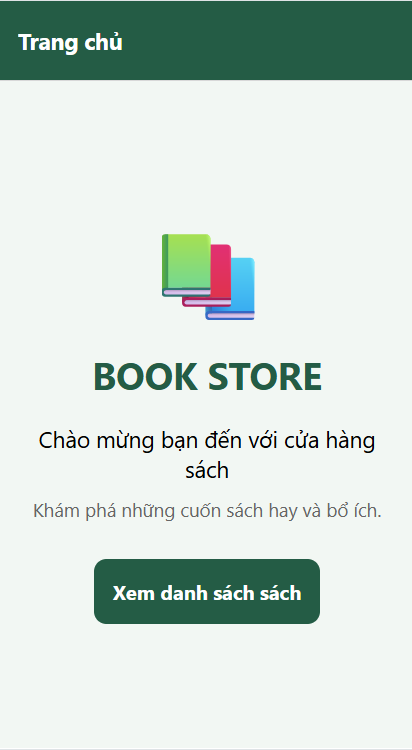 Trang chủ
BOOK STORE
Chào mừng bạn đến với cửa hàng
sách
Khám phá những cuốn sách hay và bổ ích.
Xem danh sách sách